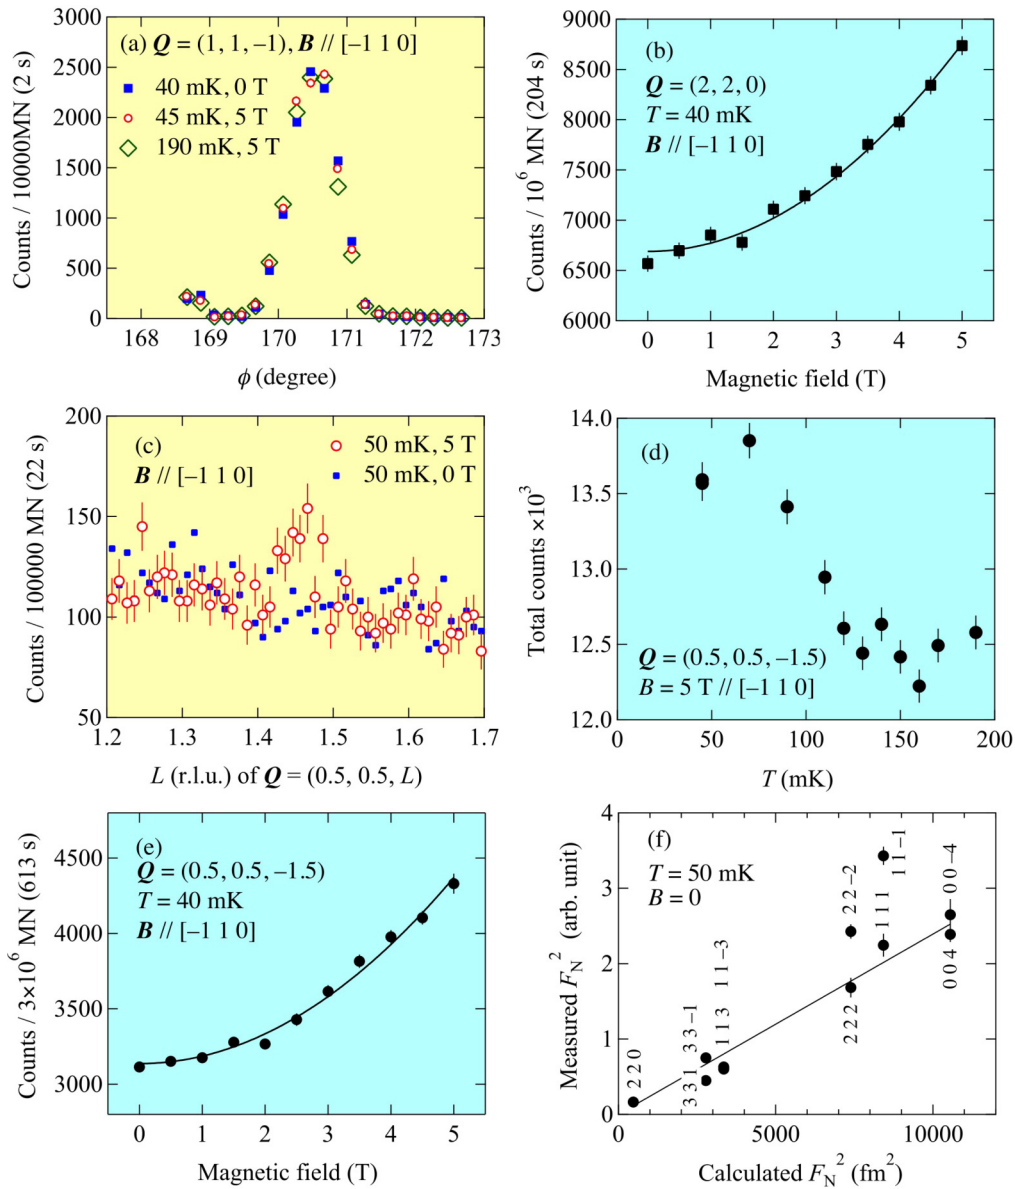 (a) Q = (1, 1, –1), B // [–1 1 0]
40 mK, 0 T
45 mK, 5 T
190 mK, 5 T
Counts / 10000MN (2 s)
3000
2500
2000
1500
1000
500
0
168 169 170 171 172 173
ϕ (degree)
(b)
Q = (2, 2, 0)
T = 40 mK
B // [–1 1 0]
Counts / 10⁶ MN (204 s)
9000
8500
8000
7500
7000
6500
6000
0 1 2 3 4 5
Magnetic field (T)
(c)
B // [–1 1 0]
50 mK, 5 T
50 mK, 0 T
Counts / 1000000 MN (22 s)
200
150
100
50
1.2 1.3 1.4 1.5 1.6 1.7
L (r.l.u.) of Q = (0.5, 0.5, L)
(d)
Q = (0.5, 0.5, –1.5)
B = 5 T // [–1 1 0]
Total counts ×10³
14.0
13.5
13.0
12.5
12.0
0 50 100 150 200
T (mK)
(e)
Q = (0.5, 0.5, –1.5)
T = 40 mK
B // [–1 1 0]
Counts / 3×10⁶ MN (613 s)
4500
4000
3500
3000
0 1 2 3 4 5
Magnetic field (T)
(f)
T = 50 mK
B = 0
Measured F_N² (arb. unit)
4
3
2
1
0
2 2 0
3 3 1
3 3 –1
1 1 3
1 1 –3
2 2 2
2 2 –2
1 1 1
1 1 –1
0 0 4
0 0 –4
0 5000 10000
Calculated F_N² (fm²)